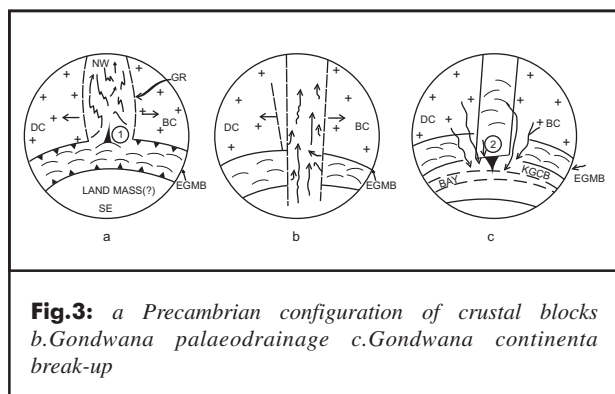 NW
GR
DC
1
BC
EGMB
LAND MASS(?)
SE
a
DC
BC
b
DC
BC
2
BAY
KGCB
EGMB
c
Fig.3: a Precambrian configuration of crustal blocks
b.Gondwana palaeodrainage c.Gondwana continenta
break-up